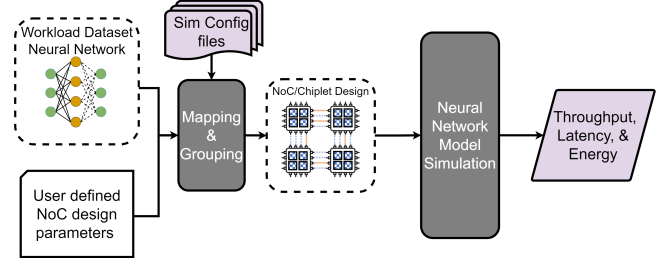 Workload Dataset
Neural Network
Sim Config
files
User defined
NoC design
parameters
Mapping
&
Grouping
NoC/Chiplet Design
Neural
Network
Model
Simulation
Throughput,
Latency, &
Energy